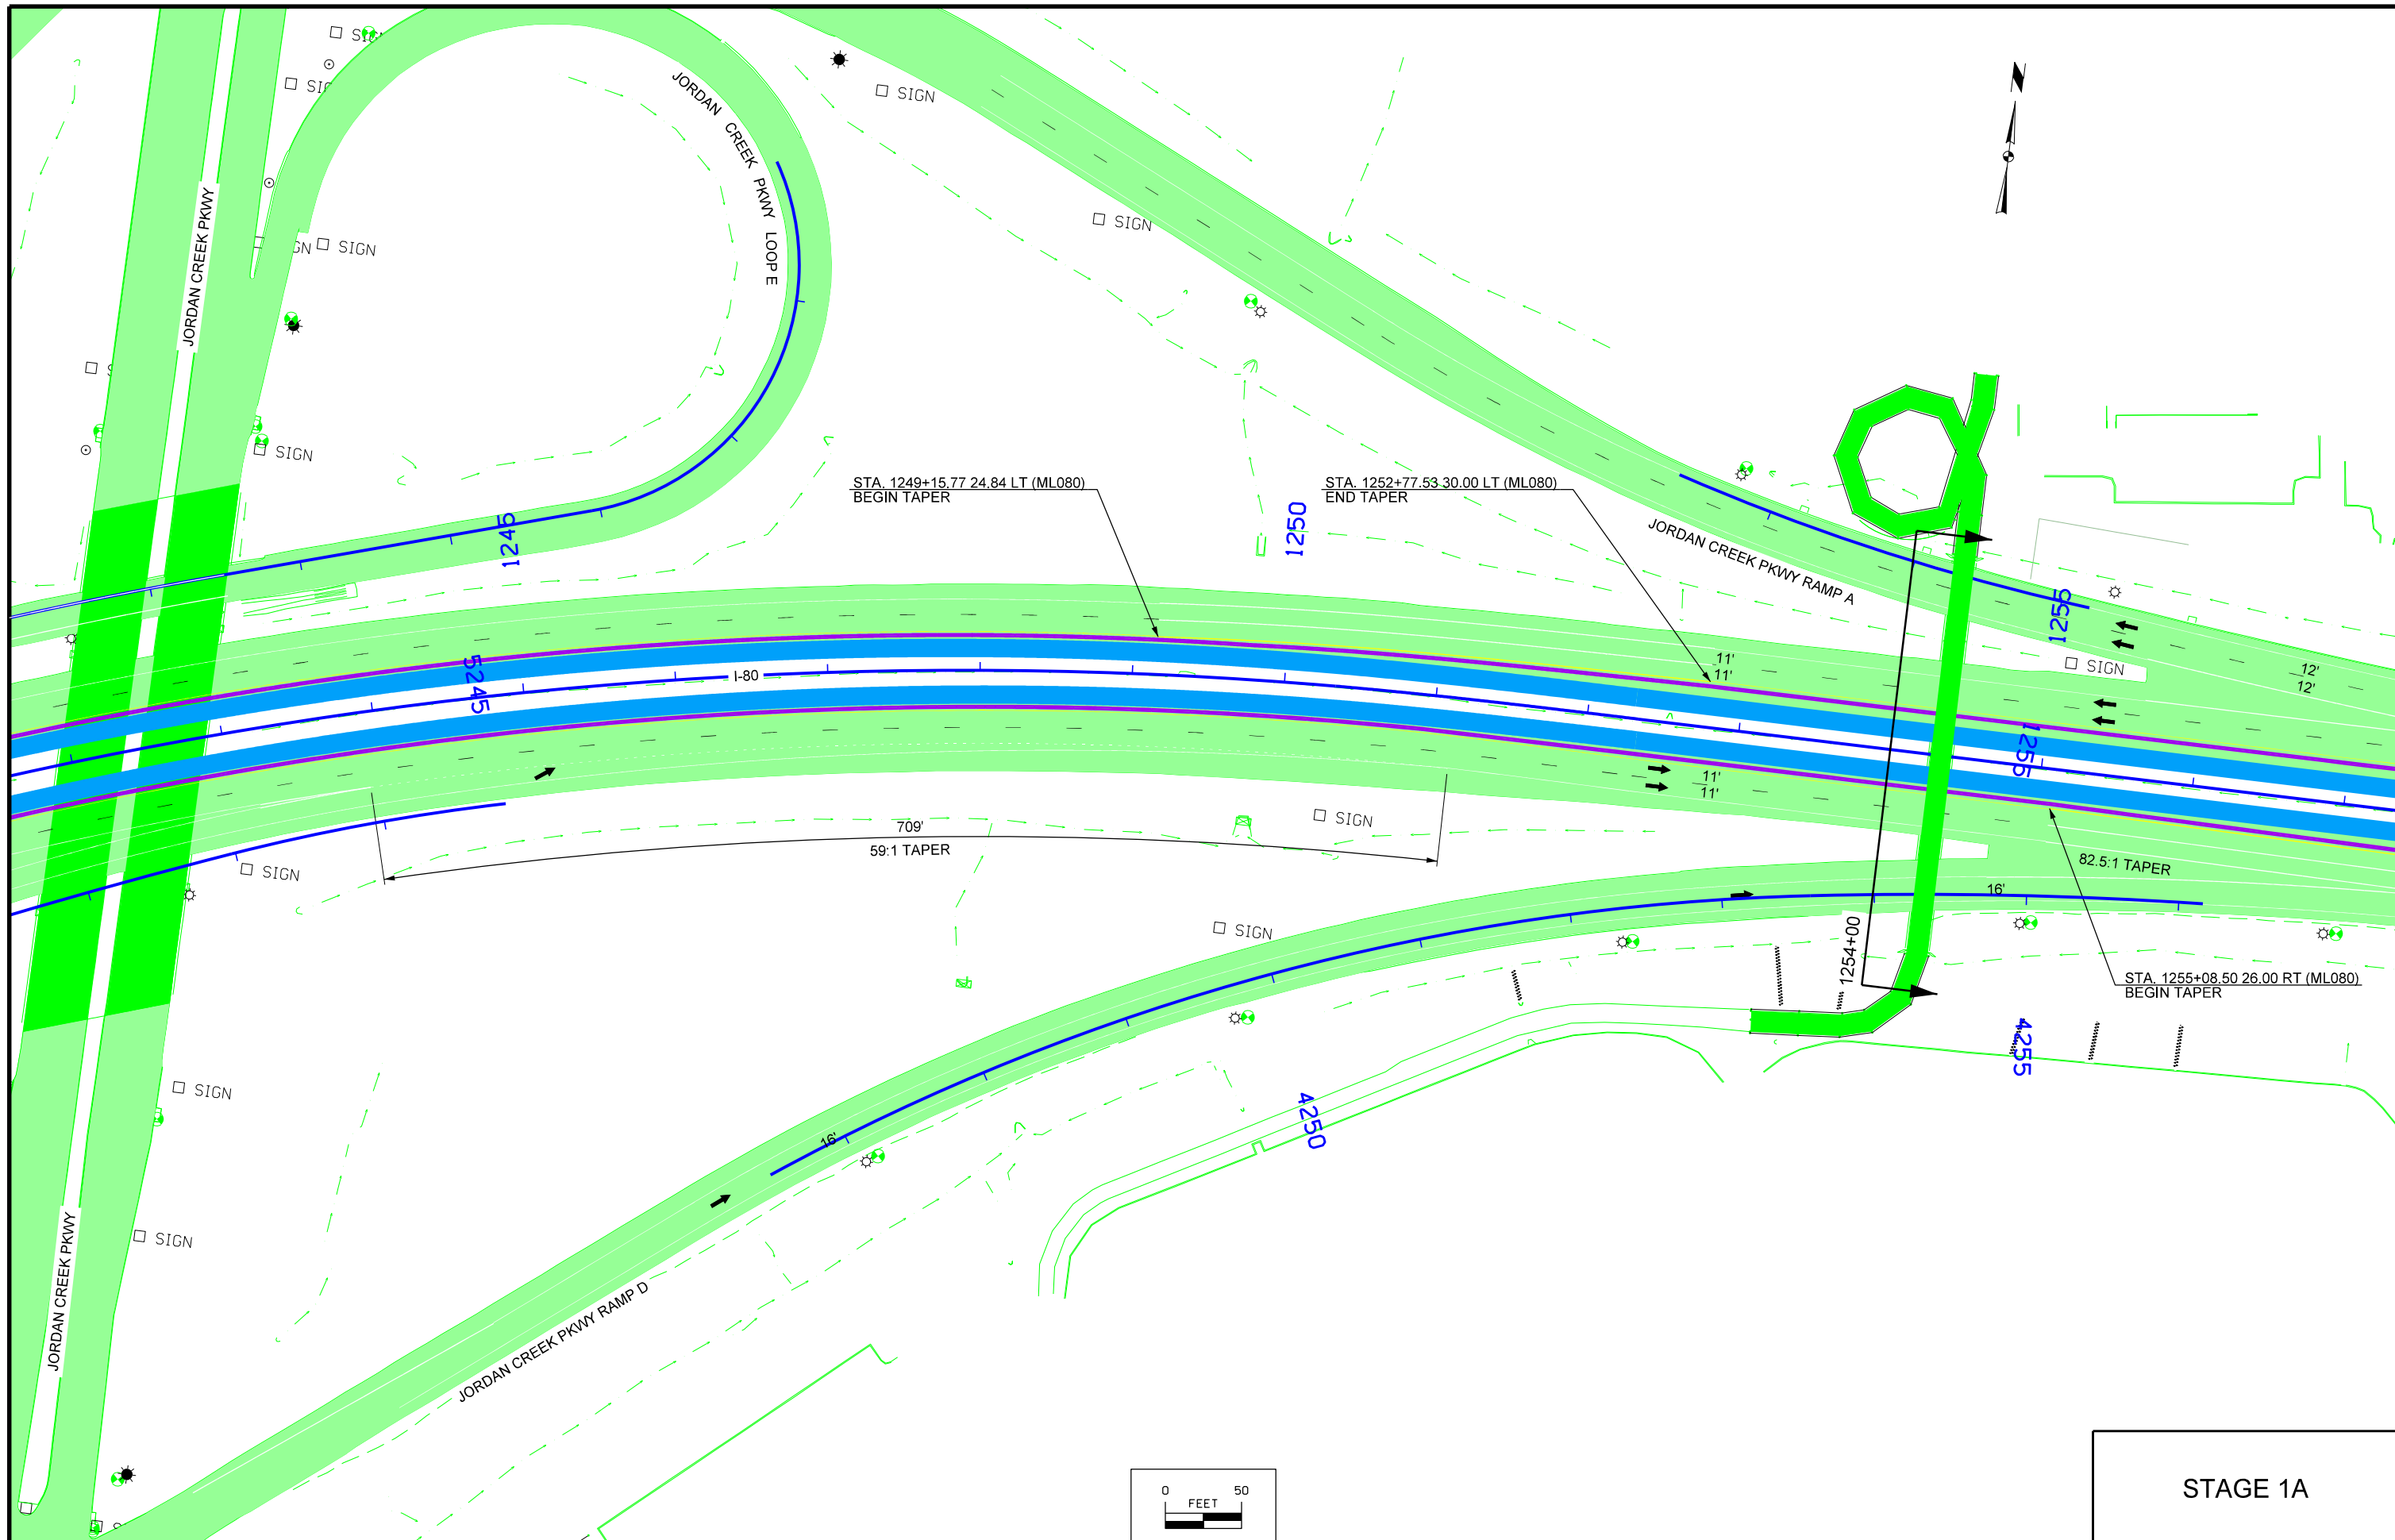 SIGN
N
SIGN
JORDAN CREEK PKWY LOOP E
JORDAN CREEK PKWY
SIGN
SIGN
SIGN
STA. 1249+15.77 24.84 LT (ML080)
BEGIN TAPER
STA. 1252+77.53 30.00 LT (ML080)
END TAPER
1245
1250
JORDAN CREEK PKWY RAMP A
1255
SIGN
5245
I-80
11'
11'
12'
12'
1255
11'
11'
709'
59:1 TAPER
SIGN
SIGN
82.5:1 TAPER
16'
SIGN
1254+00
STA. 1255+08.50 26.00 RT (ML080)
BEGIN TAPER
4255
SIGN
4250
16'
SIGN
JORDAN CREEK PKWY
JORDAN CREEK PKWY RAMP D
0 50
FEET
STAGE 1A